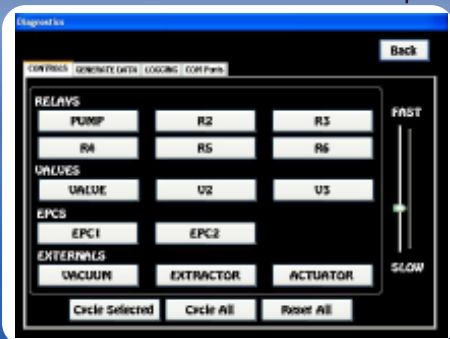 Diagnostics
Back
CONTROLS GENERATE DATA LOGGING COM Ports
RELAYS
PUMP R2 R3
R4 R5 R6
VALVES
VALVE V2 V3
EPCS
EPC1 EPC2
EXTERNALS
VACUUM EXTRACTOR ACTUATOR
FAST
SLOW
Cycle Selected Cycle All Reset All